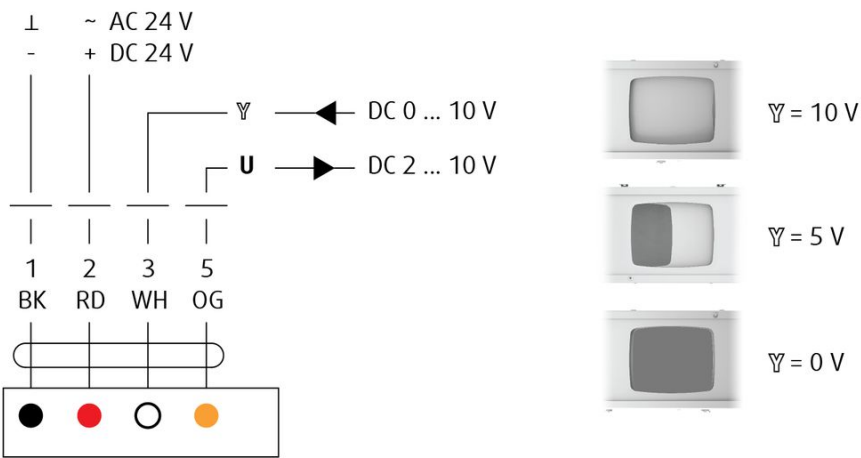 ⊥ ~ AC 24 V
- + DC 24 V
𝕐 DC 0 ... 10 V
U DC 2 ... 10 V
1 2 3 5
BK RD WH OG
𝕐 = 10 V
𝕐 = 5 V
𝕐 = 0 V